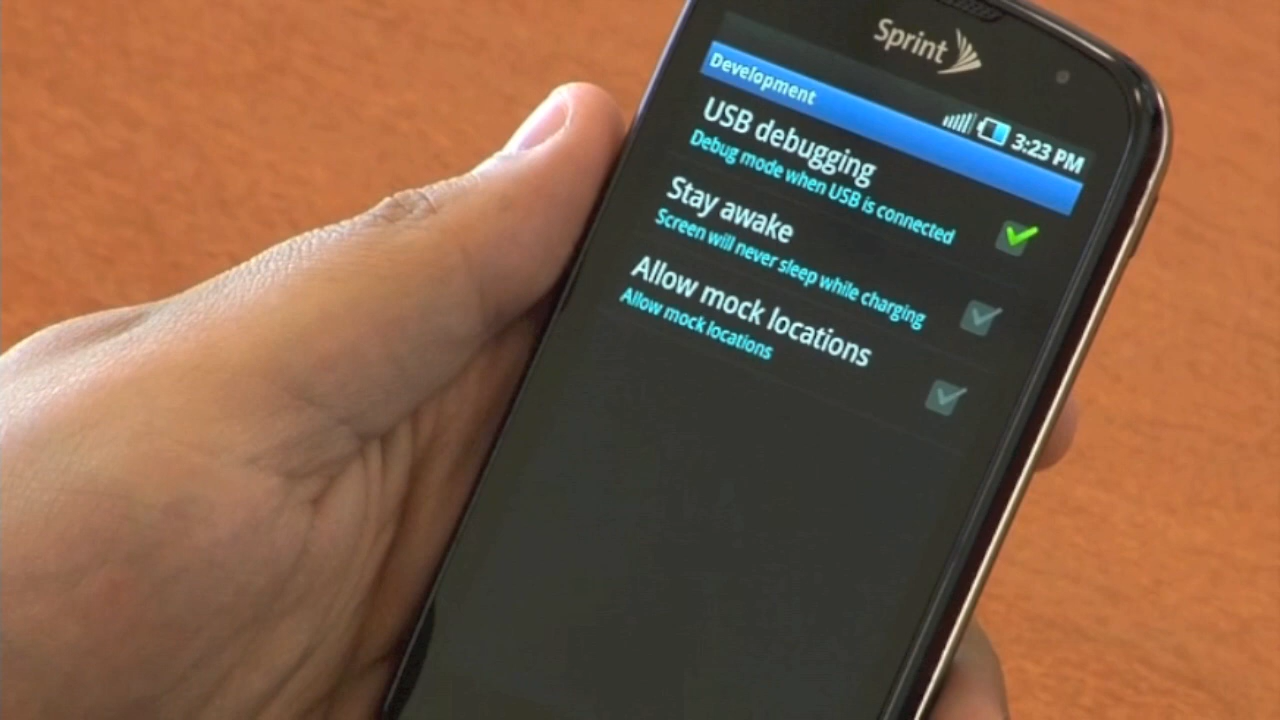 Sprint
3:23 PM
Development
USB debugging
Debug mode when USB is connected
Stay awake
Screen will never sleep while charging
Allow mock locations
Allow mock locations